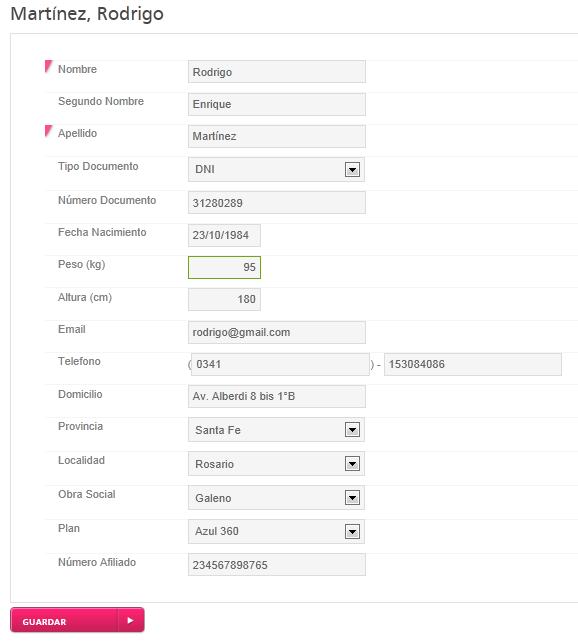 Martínez, Rodrigo
Nombre Rodrigo
Segundo Nombre Enrique
Apellido Martínez
Tipo Documento DNI
Número Documento 31280289
Fecha Nacimiento 23/10/1984
Peso (kg) 95
Altura (cm) 180
Email rodrigo@gmail.com
Telefono (0341) - 153084086
Domicilio Av. Alberdi 8 bis 1°B
Provincia Santa Fe
Localidad Rosario
Obra Social Galeno
Plan Azul 360
Número Afiliado 234567898765
GUARDAR